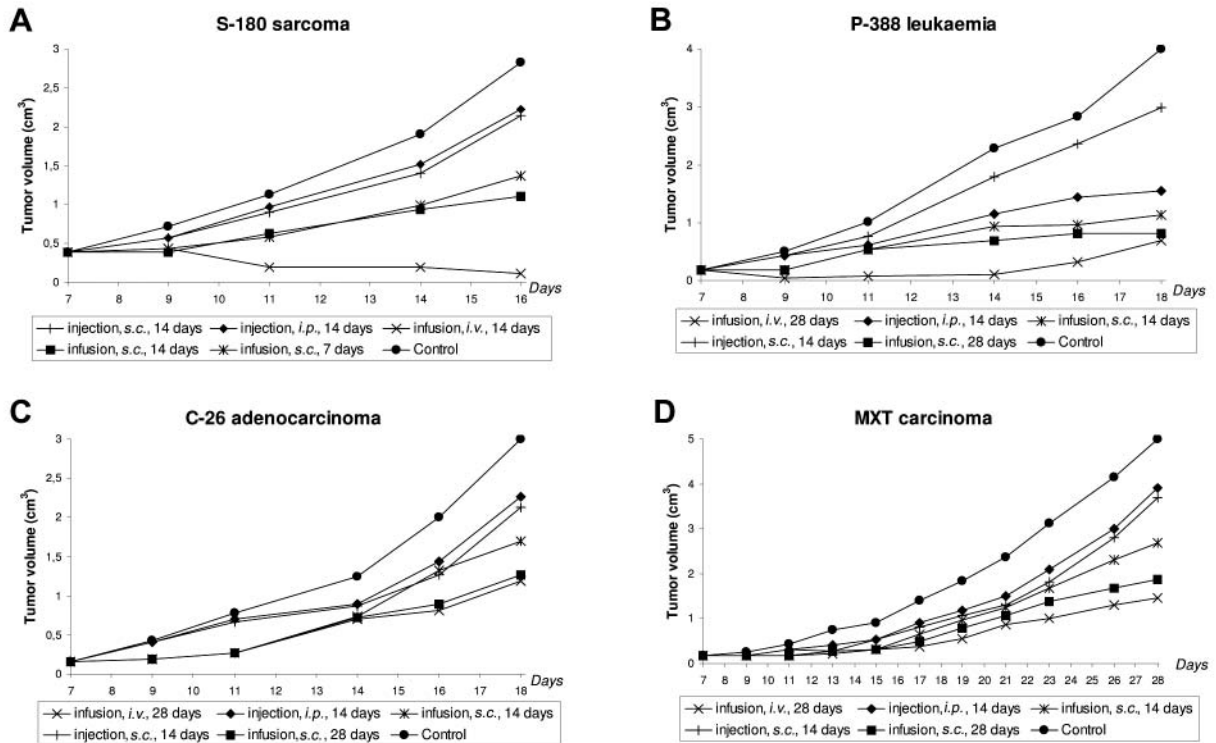 A
S-180 sarcoma
Tumor volume (cm³)
3
2,5
2
1,5
1
0,5
0
7 8 9 10 11 12 13 14 15 16
Days
injection, s.c., 14 days injection, i.p., 14 days infusion, i.v., 14 days
infusion, s.c., 14 days infusion, s.c., 7 days Control
B
P-388 leukaemia
Tumor volume (cm³)
4
3
2
1
0
7 8 9 10 11 12 13 14 15 16 17 18
Days
infusion, i.v., 28 days injection, i.p., 14 days infusion, s.c., 14 days
injection, s.c., 14 days infusion, s.c., 28 days Control
C
C-26 adenocarcinoma
Tumor volume (cm³)
3
2,5
2
1,5
1
0,5
0
7 8 9 10 11 12 13 14 15 16 17 18
Days
infusion, i.v., 28 days injection, i.p., 14 days infusion, s.c., 14 days
injection, s.c., 14 days infusion, s.c., 28 days Control
D
MXT carcinoma
Tumor volume (cm³)
5
4
3
2
1
0
7 8 9 10 11 12 13 14 15 16 17 18 19 20 21 22 23 24 25 26 27 28
Days
infusion, i.v., 28 days injection, i.p., 14 days infusion, s.c., 14 days
injection, s.c., 14 days infusion, s.c., 28 days Control